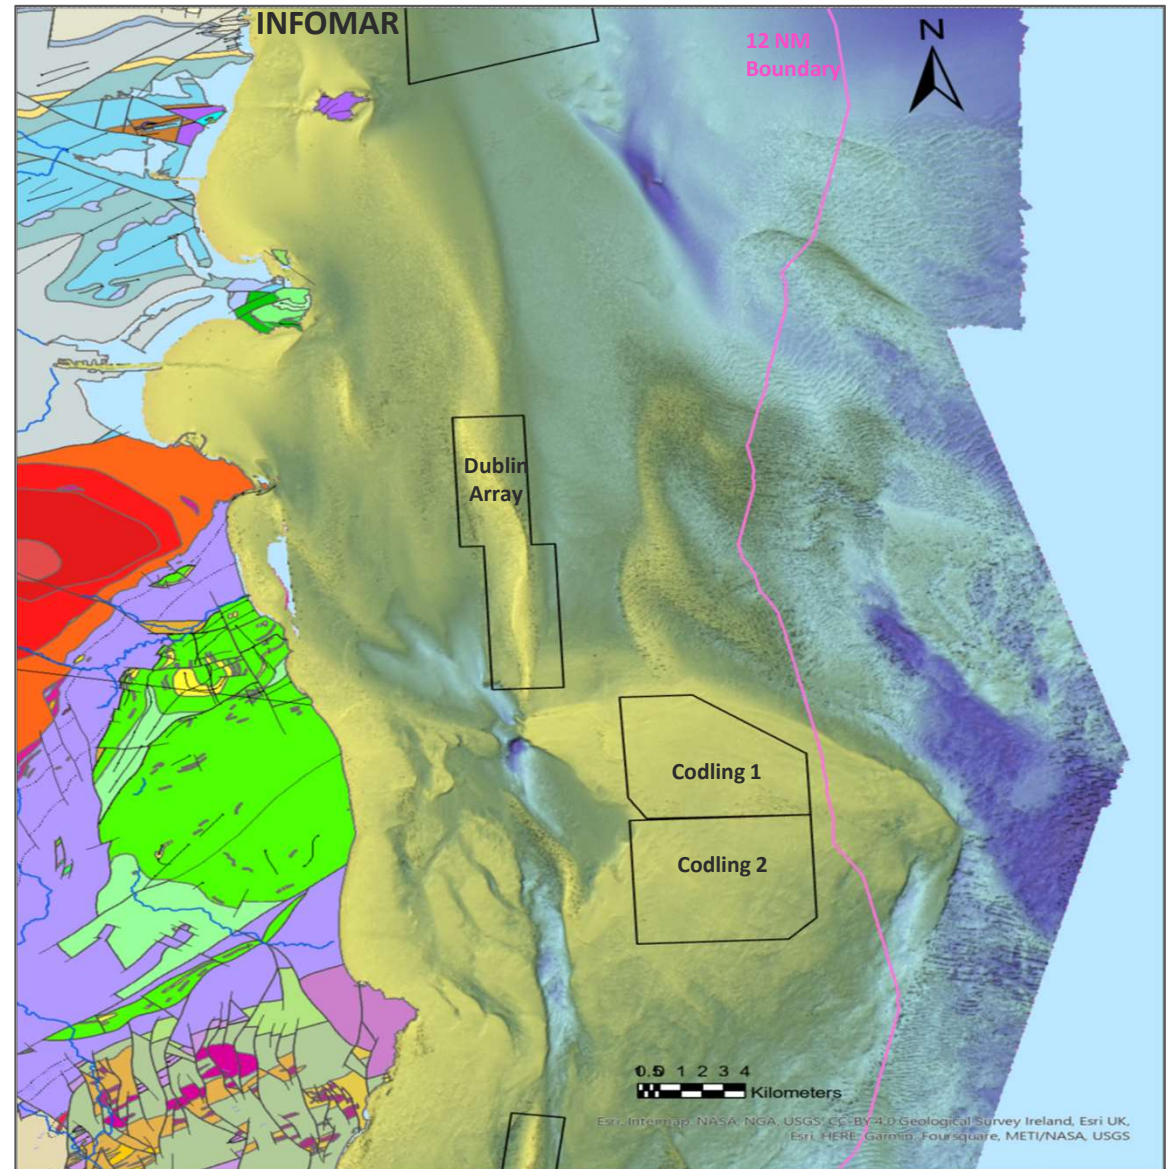 INFOMAR
12 NM
Boundary
N
Dublin
Array
Codling 1
Codling 2
0.5 0 1 2 3 4
Kilometers
Esri, Intermap, NASA, NGA, USGS; CC-BY-4.0 Geological Survey Ireland, Esri UK,
Esri, HERE, Garmin, Foursquare, METI/NASA, USGS